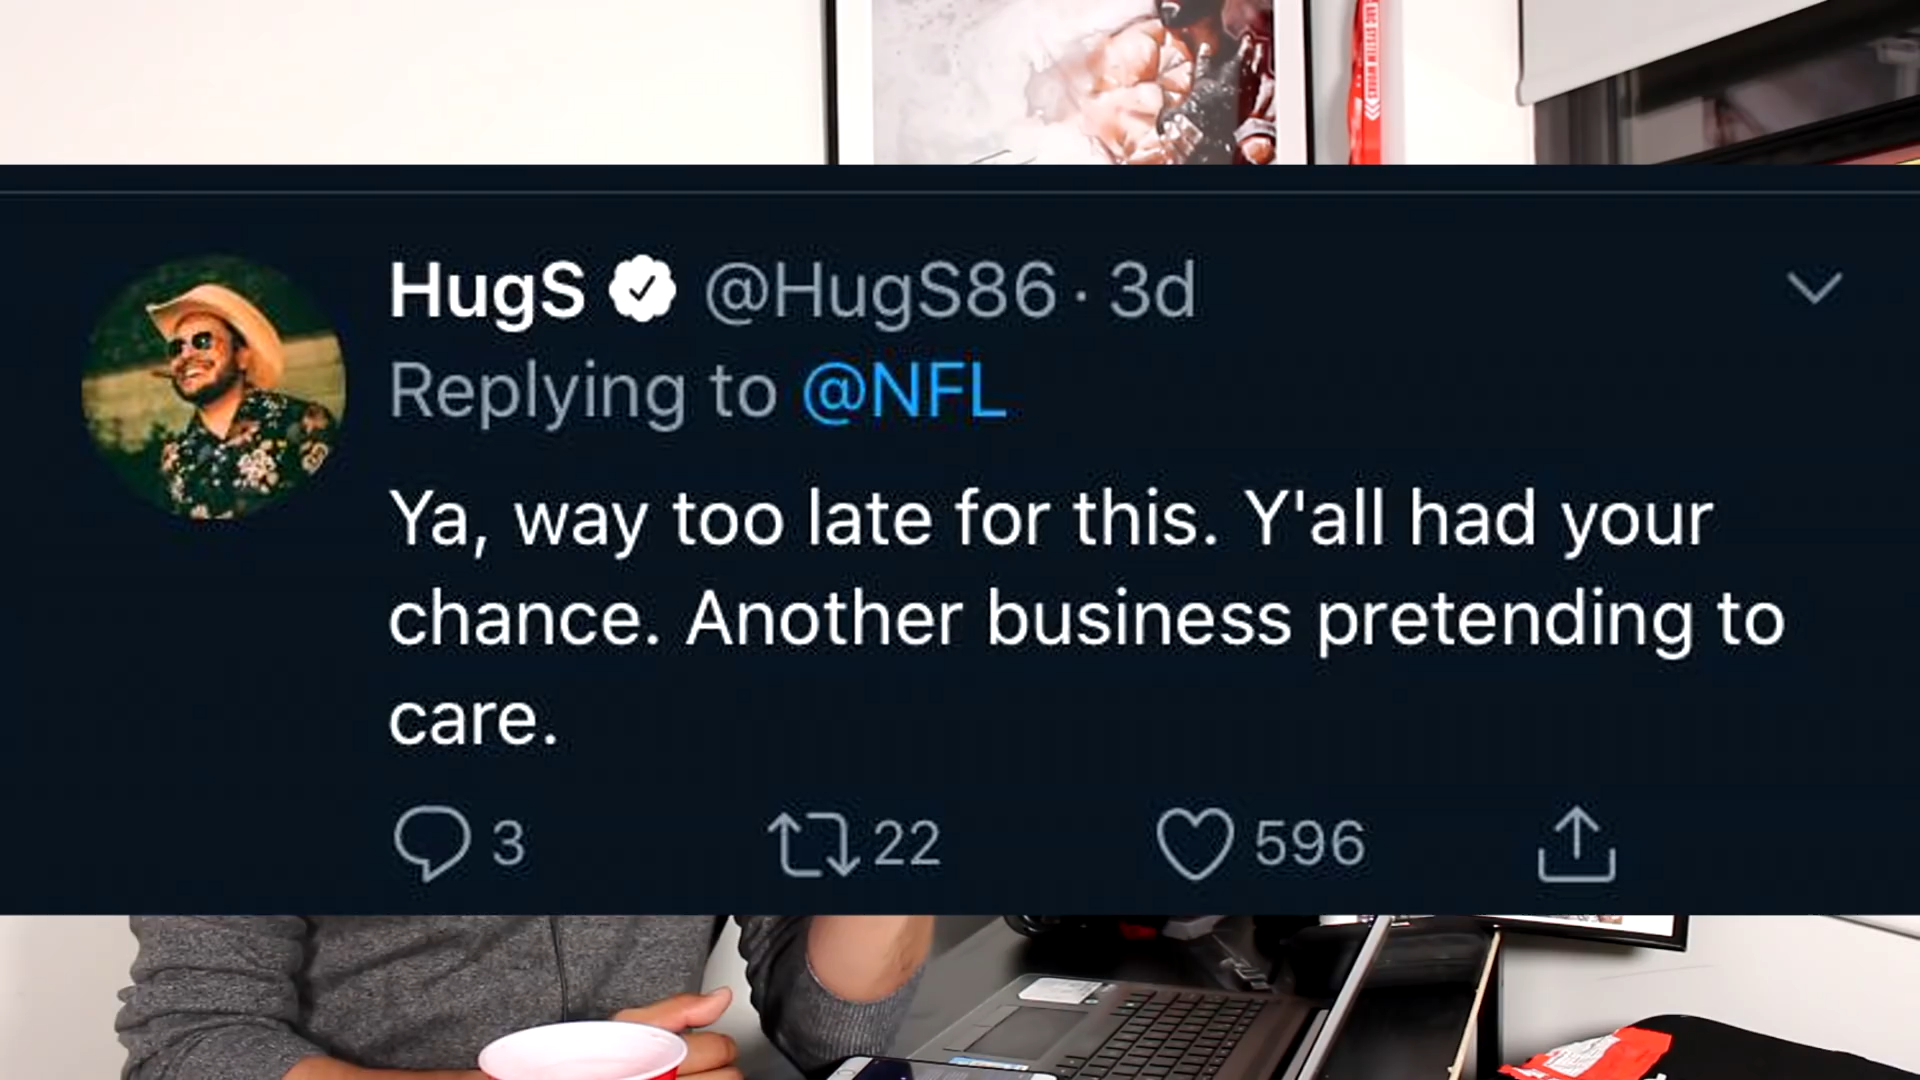 HugS @HugS86 · 3d
Replying to @NFL
Ya, way too late for this. Y'all had your
chance. Another business pretending to
care.
3 22 596